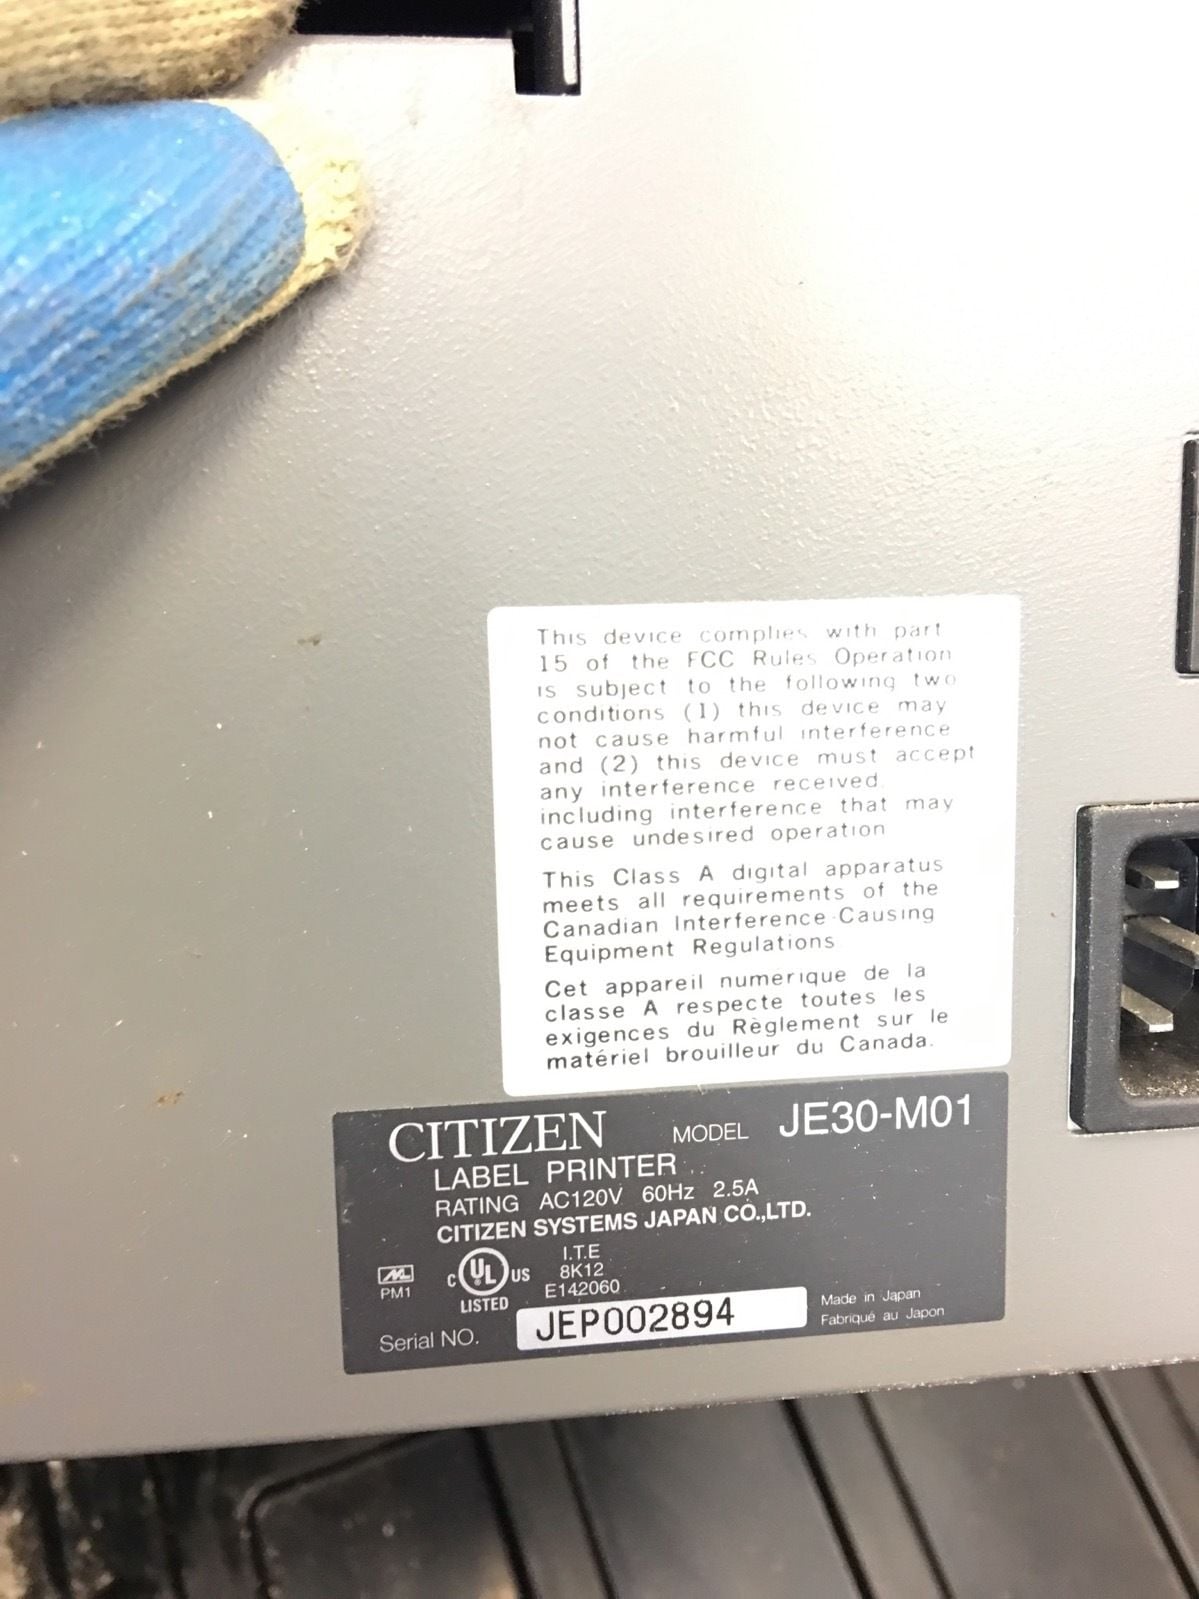 This device complies with part
15 of the FCC Rules Operation
is subject to the following two
conditions (1) this device may
not cause harmful interference
and (2) this device must accept
any interference received.
including interference that may
cause undesired operation
This Class A digital apparatus
meets all requirements of the
Canadian Interference-Causing
Equipment Regulations
Cet appareil numerique de la
classe A respecte toutes les
exigences du Règlement sur le
matériel brouilleur du Canada.
CITIZEN MODEL JE30-M01
LABEL PRINTER
RATING AC120V 60Hz 2.5A
CITIZEN SYSTEMS JAPAN CO.,LTD.
PM1
C UL US
LISTED
I.T.E
8K12
E142060
Serial NO. JEP002894
Made in Japan
Fabriqué au Japon